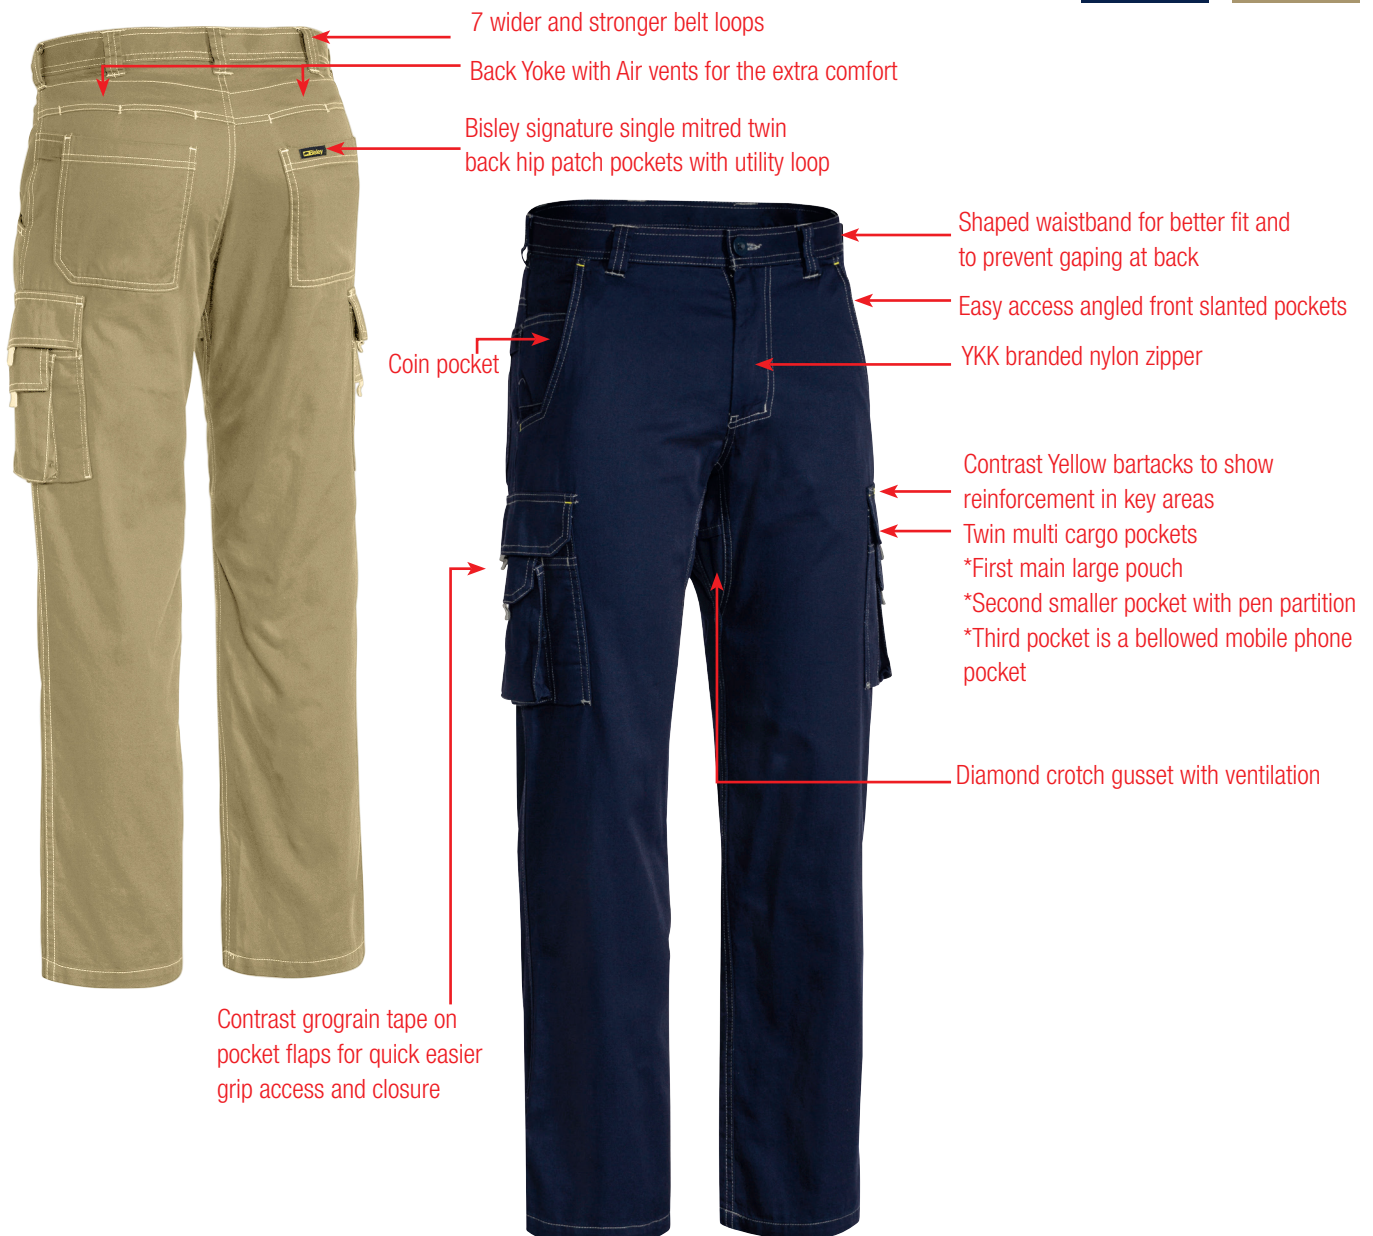 7 wider and stronger belt loops
Back Yoke with Air vents for the extra comfort
Bisley signature single mitred twin
back hip patch pockets with utility loop
Bisley
Shaped waistband for better fit and
to prevent gaping at back
Easy access angled front slanted pockets
YKK branded nylon zipper
Coin pocket
Contrast Yellow bartacks to show
reinforcement in key areas
Twin multi cargo pockets
*First main large pouch
*Second smaller pocket with pen partition
*Third pocket is a bellowed mobile phone
pocket
Diamond crotch gusset with ventilation
Contrast grograin tape on
pocket flaps for quick easier
grip access and closure